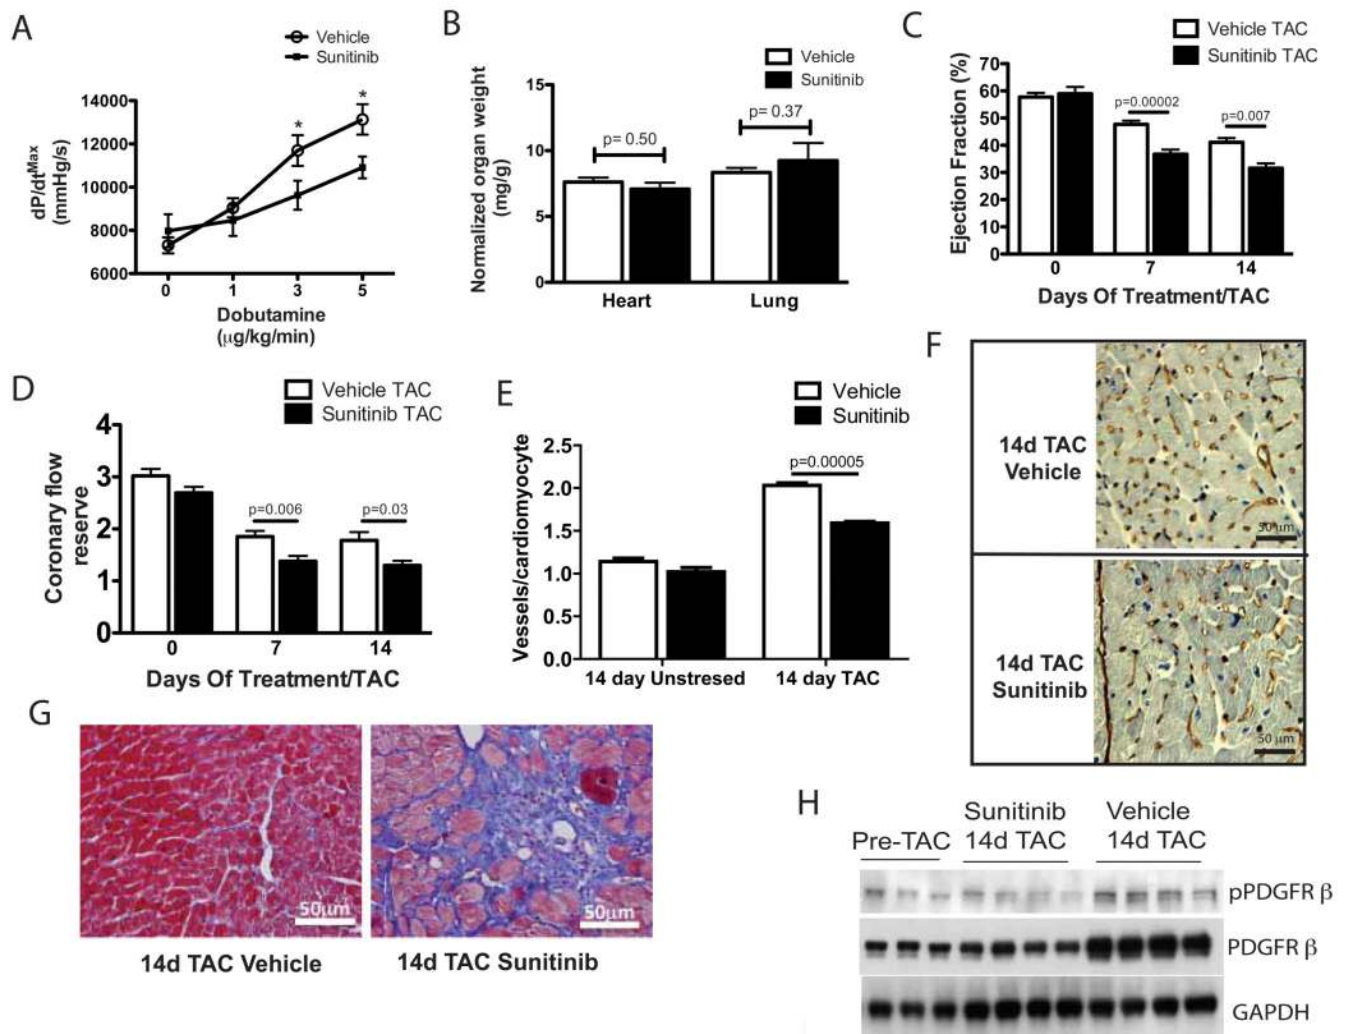 A
Vehicle
Sunitinib
dP/dtMax
(mmHg/s)
14000
12000
10000
8000
6000
*
*
0 1 3 5
Dobutamine
(μg/kg/min)
B
Vehicle
Sunitinib
Normalized organ weight
(mg/g)
15
10
5
0
p= 0.50
p= 0.37
Heart Lung
C
Vehicle TAC
Sunitinib TAC
Ejection Fraction (%)
70
60
50
40
30
20
10
0
p=0.00002
p=0.007
0 7 14
Days Of Treatment/TAC
D
Vehicle TAC
Sunitinib TAC
Coronary flow
reserve
4
3
2
1
0
p=0.006
p=0.03
0 7 14
Days Of Treatment/TAC
E
Vehicle
Sunitinib
Vessels/cardiomyocyte
2.5
2.0
1.5
1.0
0.5
0.0
p=0.00005
14 day Unstresed 14 day TAC
F
14d TAC
Vehicle
50 μm
14d TAC
Sunitinib
50 μm
G
50μm
50μm
14d TAC Vehicle 14d TAC Sunitinib
H
Pre-TAC
Sunitinib
14d TAC
Vehicle
14d TAC
pPDGFR β
PDGFR β
GAPDH